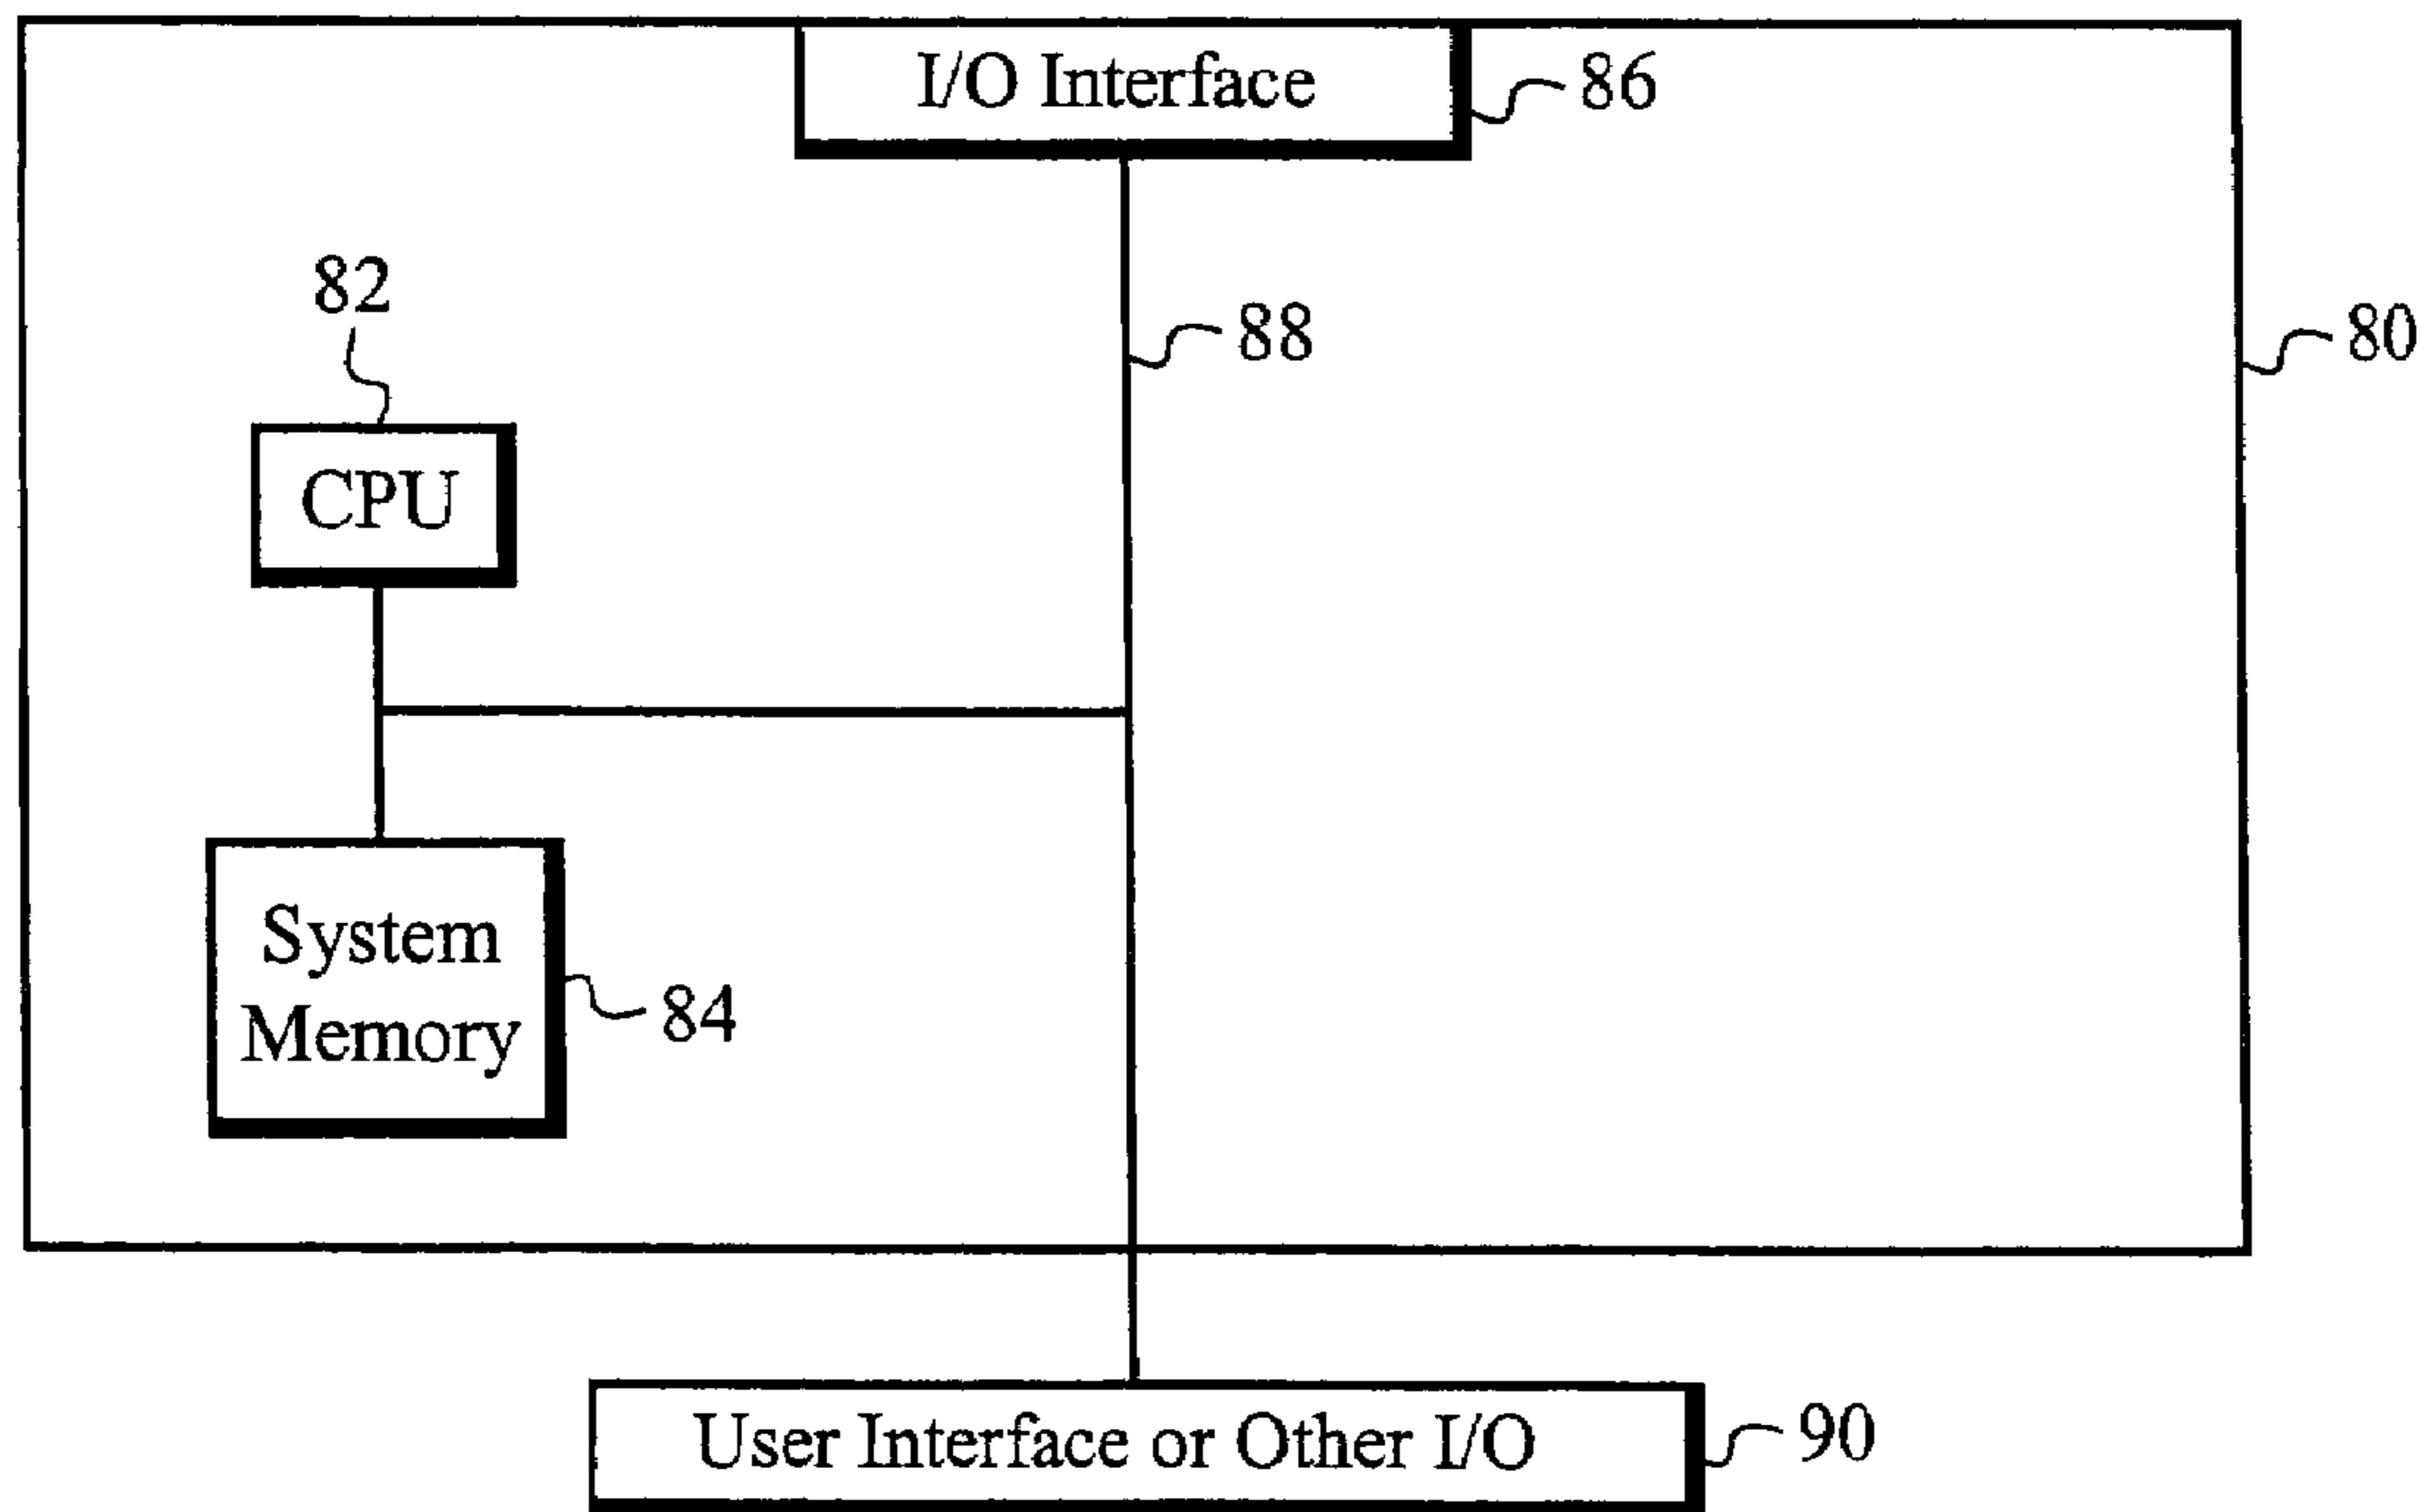 I/O Interface
86
82
88
80
CPU
System
Memory
84
User Interface or Other I/O
90